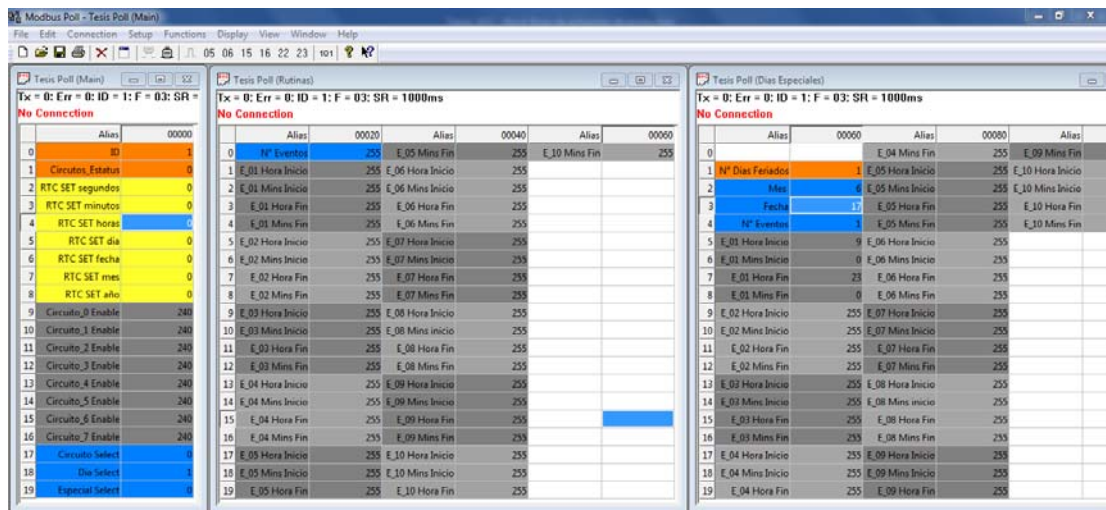 Modbus Poll - Tesis Poll (Main)
File Edit Connection Setup Functions Display View Window Help
05 06 15 16 22 23 101
Tesis Poll (Main)
Tx = 0: Err = 0: ID = 1: F = 03: SR =
No Connection
Alias 00000
0 ID 1
1 Circutos_Estatus 0
2 RTC SET segundos 0
3 RTC SET minutos 0
4 RTC SET horas 0
5 RTC SET dia 0
6 RTC SET fecha 0
7 RTC SET mes 0
8 RTC SET año 0
9 Circuito_0 Enable 240
10 Circuito_1 Enable 240
11 Circuito_2 Enable 240
12 Circuito_3 Enable 240
13 Circuito_4 Enable 240
14 Circuito_5 Enable 240
15 Circuito_6 Enable 240
16 Circuito_7 Enable 240
17 Circuito Select 0
18 Dia Select 1
19 Especial Select 0
Tesis Poll (Rutinas)
Tx = 0: Err = 0: ID = 1: F = 03: SR = 1000ms
No Connection
Alias 00020 Alias 00040 Alias 00060
0 N° Eventos 255 E_05 Mins Fin 255 E_10 Mins Fin 255
1 E_01 Hora Inicio 255 E_06 Hora Inicio 255
2 E_01 Mins Inicio 255 E_06 Mins Inicio 255
3 E_01 Hora Fin 255 E_06 Hora Fin 255
4 E_01 Mins Fin 255 E_06 Mins Fin 255
5 E_02 Hora Inicio 255 E_07 Hora Inicio 255
6 E_02 Mins Inicio 255 E_07 Mins Inicio 255
7 E_02 Hora Fin 255 E_07 Hora Fin 255
8 E_02 Mins Fin 255 E_07 Mins Fin 255
9 E_03 Hora Inicio 255 E_08 Hora Inicio 255
10 E_03 Mins Inicio 255 E_08 Mins inicio 255
11 E_03 Hora Fin 255 E_08 Hora Fin 255
12 E_03 Mins Fin 255 E_08 Mins Fin 255
13 E_04 Hora Inicio 255 E_09 Hora Inicio 255
14 E_04 Mins Inicio 255 E_09 Mins Inicio 255
15 E_04 Hora Fin 255 E_09 Hora Fin 255
16 E_04 Mins Fin 255 E_09 Mins Fin 255
17 E_05 Hora Inicio 255 E_10 Hora Inicio 255
18 E_05 Mins Inicio 255 E_10 Mins Inicio 255
19 E_05 Hora Fin 255 E_10 Hora Fin 255
Tesis Poll (Dias Especiales)
Tx = 0: Err = 0: ID = 1: F = 03: SR = 1000ms
No Connection
Alias 00060 Alias 00080 Alias
0 E_04 Mins Fin 255 E_09 Mins Fin
1 N° Dias Feriados 1 E_05 Hora Inicio 255 E_10 Hora Inicio
2 Mes 6 E_05 Mins Inicio 255 E_10 Mins Inicio
3 Fecha 17 E_05 Hora Fin 255 E_10 Hora Fin
4 N° Eventos 1 E_05 Mins Fin 255 E_10 Mins Fin
5 E_01 Hora Inicio 9 E_06 Hora Inicio 255
6 E_01 Mins Inicio 0 E_06 Mins Inicio 255
7 E_01 Hora Fin 23 E_06 Hora Fin 255
8 E_01 Mins Fin 0 E_06 Mins Fin 255
9 E_02 Hora Inicio 255 E_07 Hora Inicio 255
10 E_02 Mins Inicio 255 E_07 Mins Inicio 255
11 E_02 Hora Fin 255 E_07 Hora Fin 255
12 E_02 Mins Fin 255 E_07 Mins Fin 255
13 E_03 Hora Inicio 255 E_08 Hora Inicio 255
14 E_03 Mins Inicio 255 E_08 Mins inicio 255
15 E_03 Hora Fin 255 E_08 Hora Fin 255
16 E_03 Mins Fin 255 E_08 Mins Fin 255
17 E_04 Hora Inicio 255 E_09 Hora Inicio 255
18 E_04 Mins Inicio 255 E_09 Mins Inicio 255
19 E_04 Hora Fin 255 E_09 Hora Fin 255